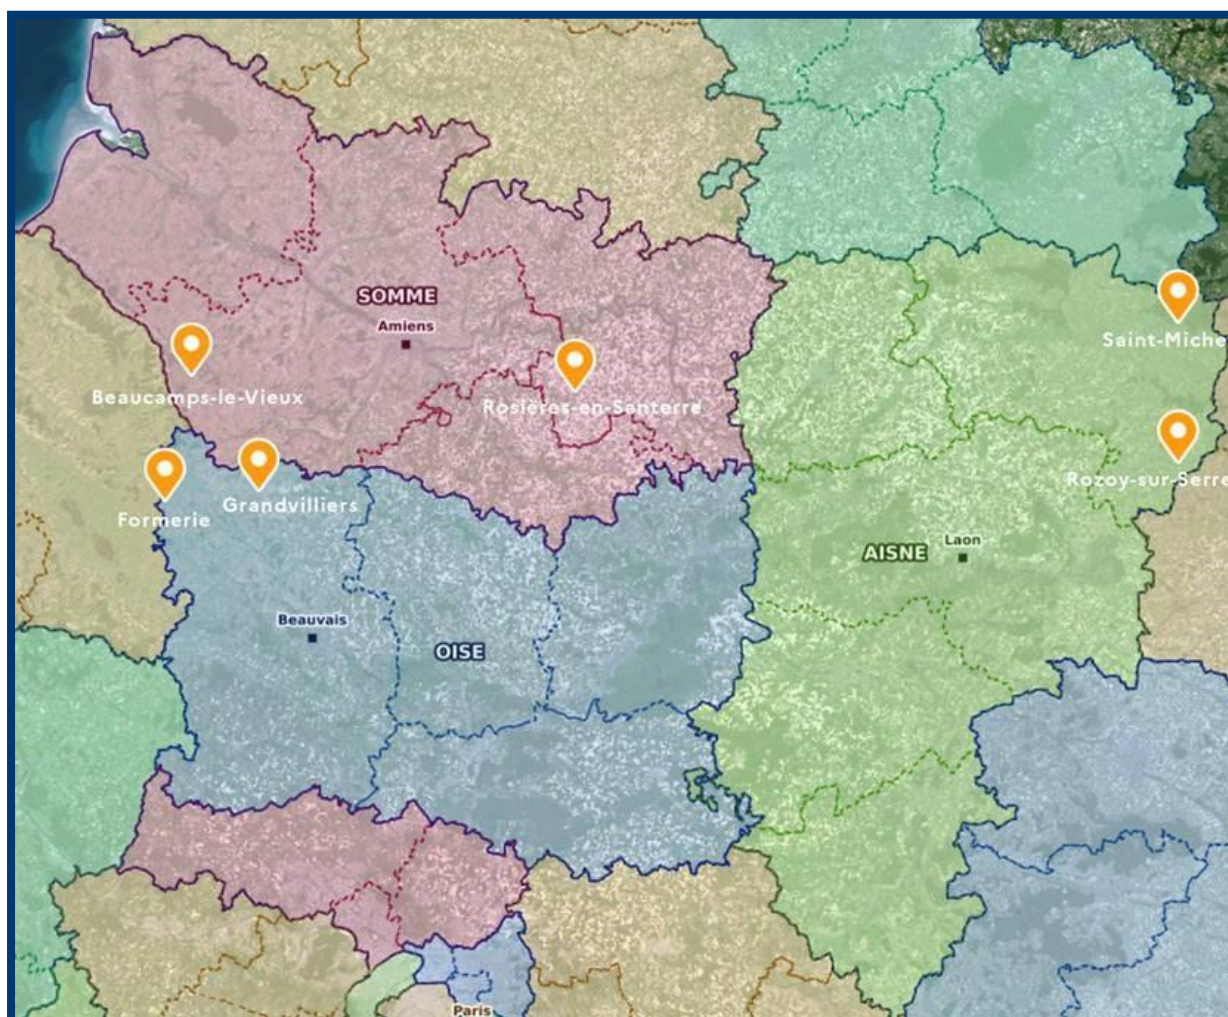 SOMME
Amiens
Saint-Miche
Beaucamps-le-Vieux
Rosières-en-Santerre
Formerie
Grandvilliers
Rozoy-sur-Serre
AISNE
Laon
Beauvais
OISE
Paris